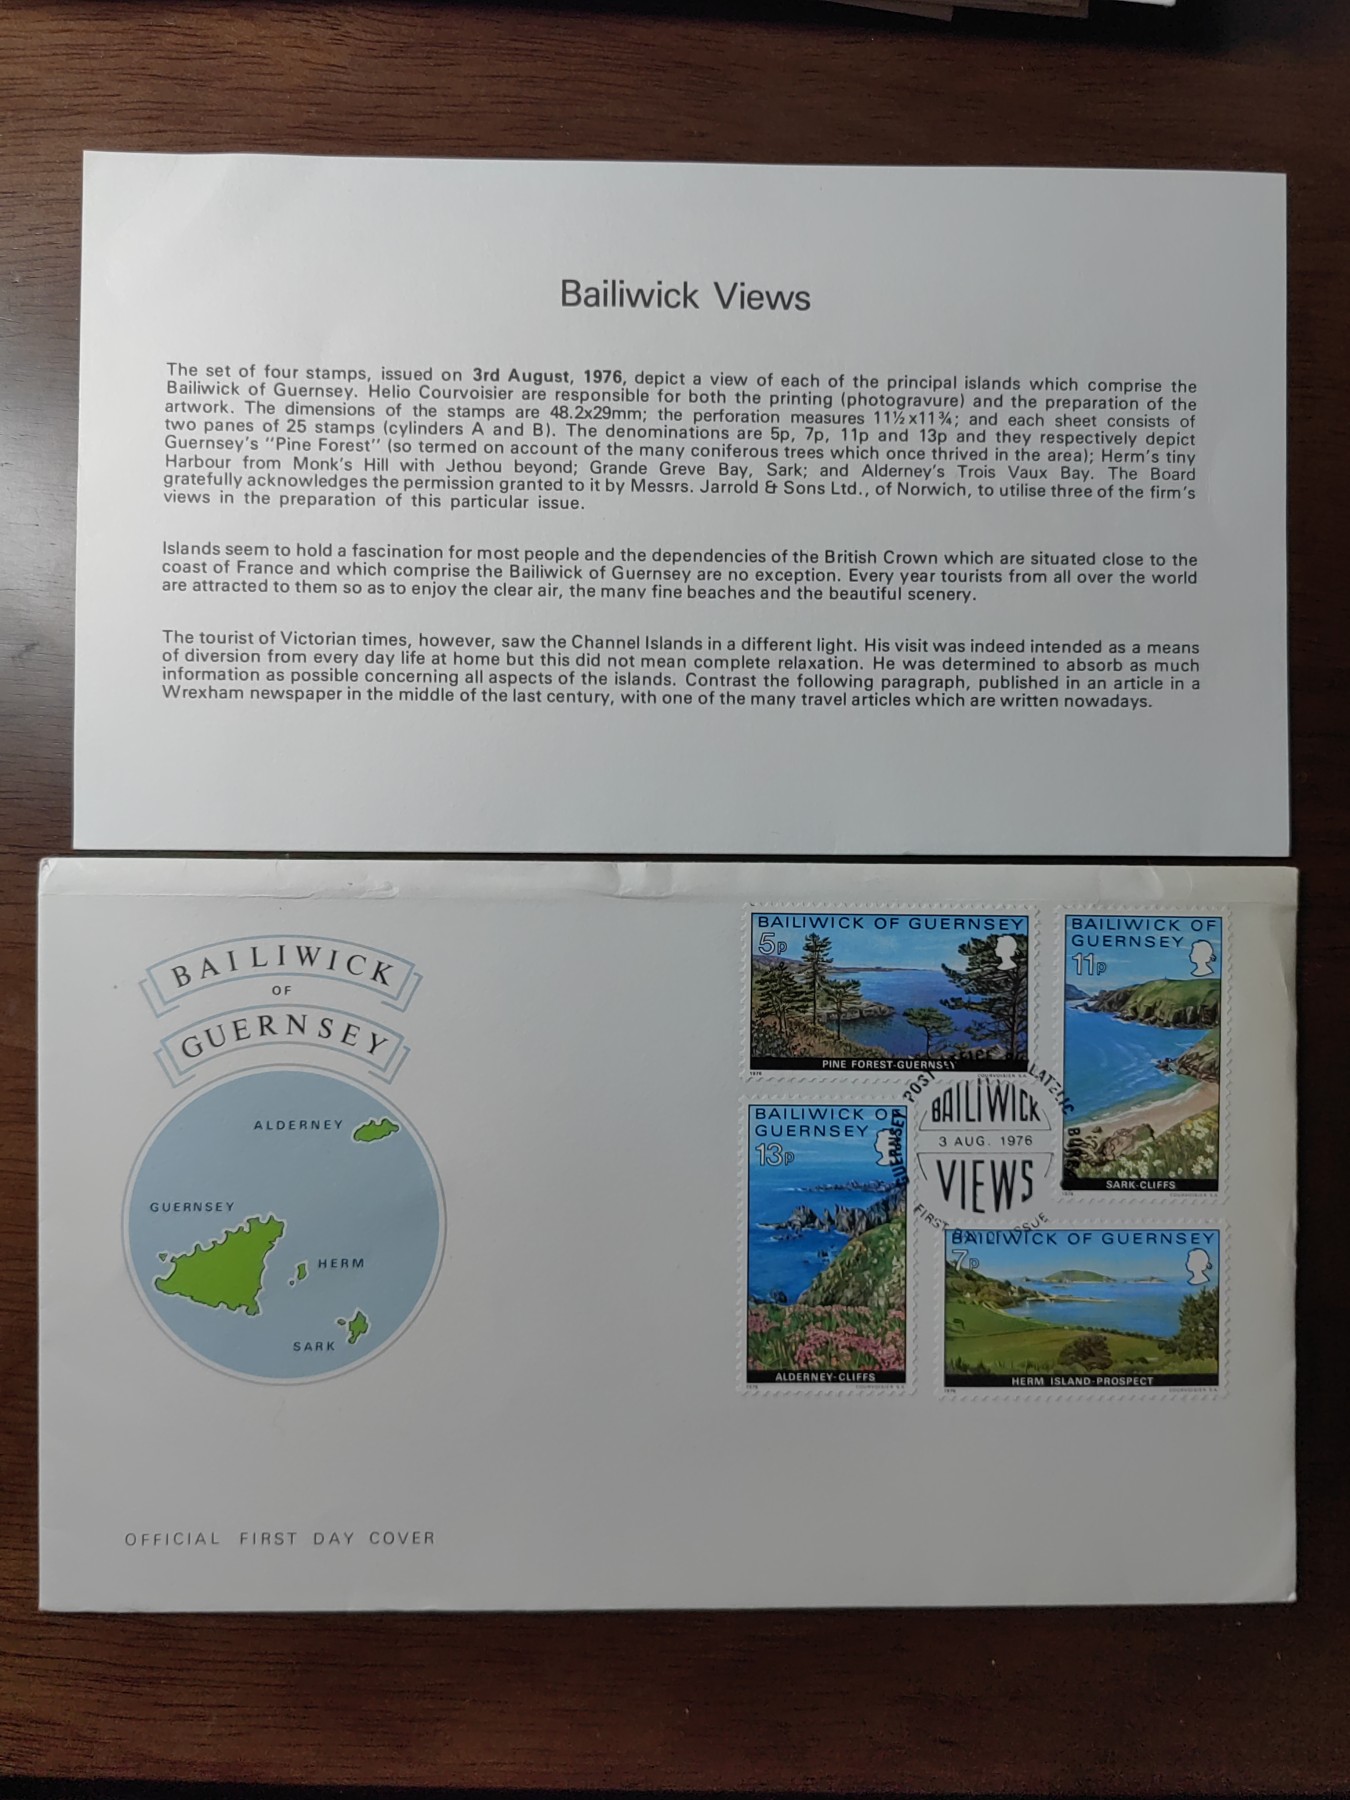 Bailiwick Views
The set of four stamps, issued on 3rd August, 1976, depict a view of each of the principal islands which comprise the
Bailiwick of Guernsey. Helio Courvoisier are responsible for both the printing (photogravure) and the preparation of the
artwork. The dimensions of the stamps are 48.2x29mm; the perforation measures 11½x11¾; and each sheet consists of
two panes of 25 stamps (cylinders A and B). The denominations are 5p, 7p, 11p and 13p and they respectively depict
Guernsey's "Pine Forest" (so termed on account of the many coniferous trees which once thrived in the area); Herm's tiny
Harbour from Monk's Hill with Jethou beyond; Grande Greve Bay, Sark; and Alderney's Trois Vaux Bay. The Board
gratefully acknowledges the permission granted to it by Messrs. Jarrold & Sons Ltd., of Norwich, to utilise three of the firm's
views in the preparation of this particular issue.
Islands seem to hold a fascination for most people and the dependencies of the British Crown which are situated close to the
coast of France and which comprise the Bailiwick of Guernsey are no exception. Every year tourists from all over the world
are attracted to them so as to enjoy the clear air, the many fine beaches and the beautiful scenery.
The tourist of Victorian times, however, saw the Channel Islands in a different light. His visit was indeed intended as a means
of diversion from every day life at home but this did not mean complete relaxation. He was determined to absorb as much
information as possible concerning all aspects of the islands. Contrast the following paragraph, published in an article in a
Wrexham newspaper in the middle of the last century, with one of the many travel articles which are written nowadays.
BAILIWICK
OF
GUERNSEY
ALDERNEY
GUERNSEY
HERM
SARK
OFFICIAL FIRST DAY COVER
BAILIWICK OF GUERNSEY
5p
PINE FOREST-GUERNSEY
1976 COURVOISIER S.A.
BAILIWICK OF
GUERNSEY
11p
SARK-CLIFFS
1976 COURVOISIER S.A.
BAILIWICK OF
GUERNSEY
13p
ALDERNEY-CLIFFS
1976 COURVOISIER S.A.
BAILIWICK OF GUERNSEY
7p
HERM ISLAND-PROSPECT
1976 COURVOISIER S.A.
GUERNSEY POST
BAILIWICK
3 AUG. 1976
VIEWS
FIRST DAY ISSUE